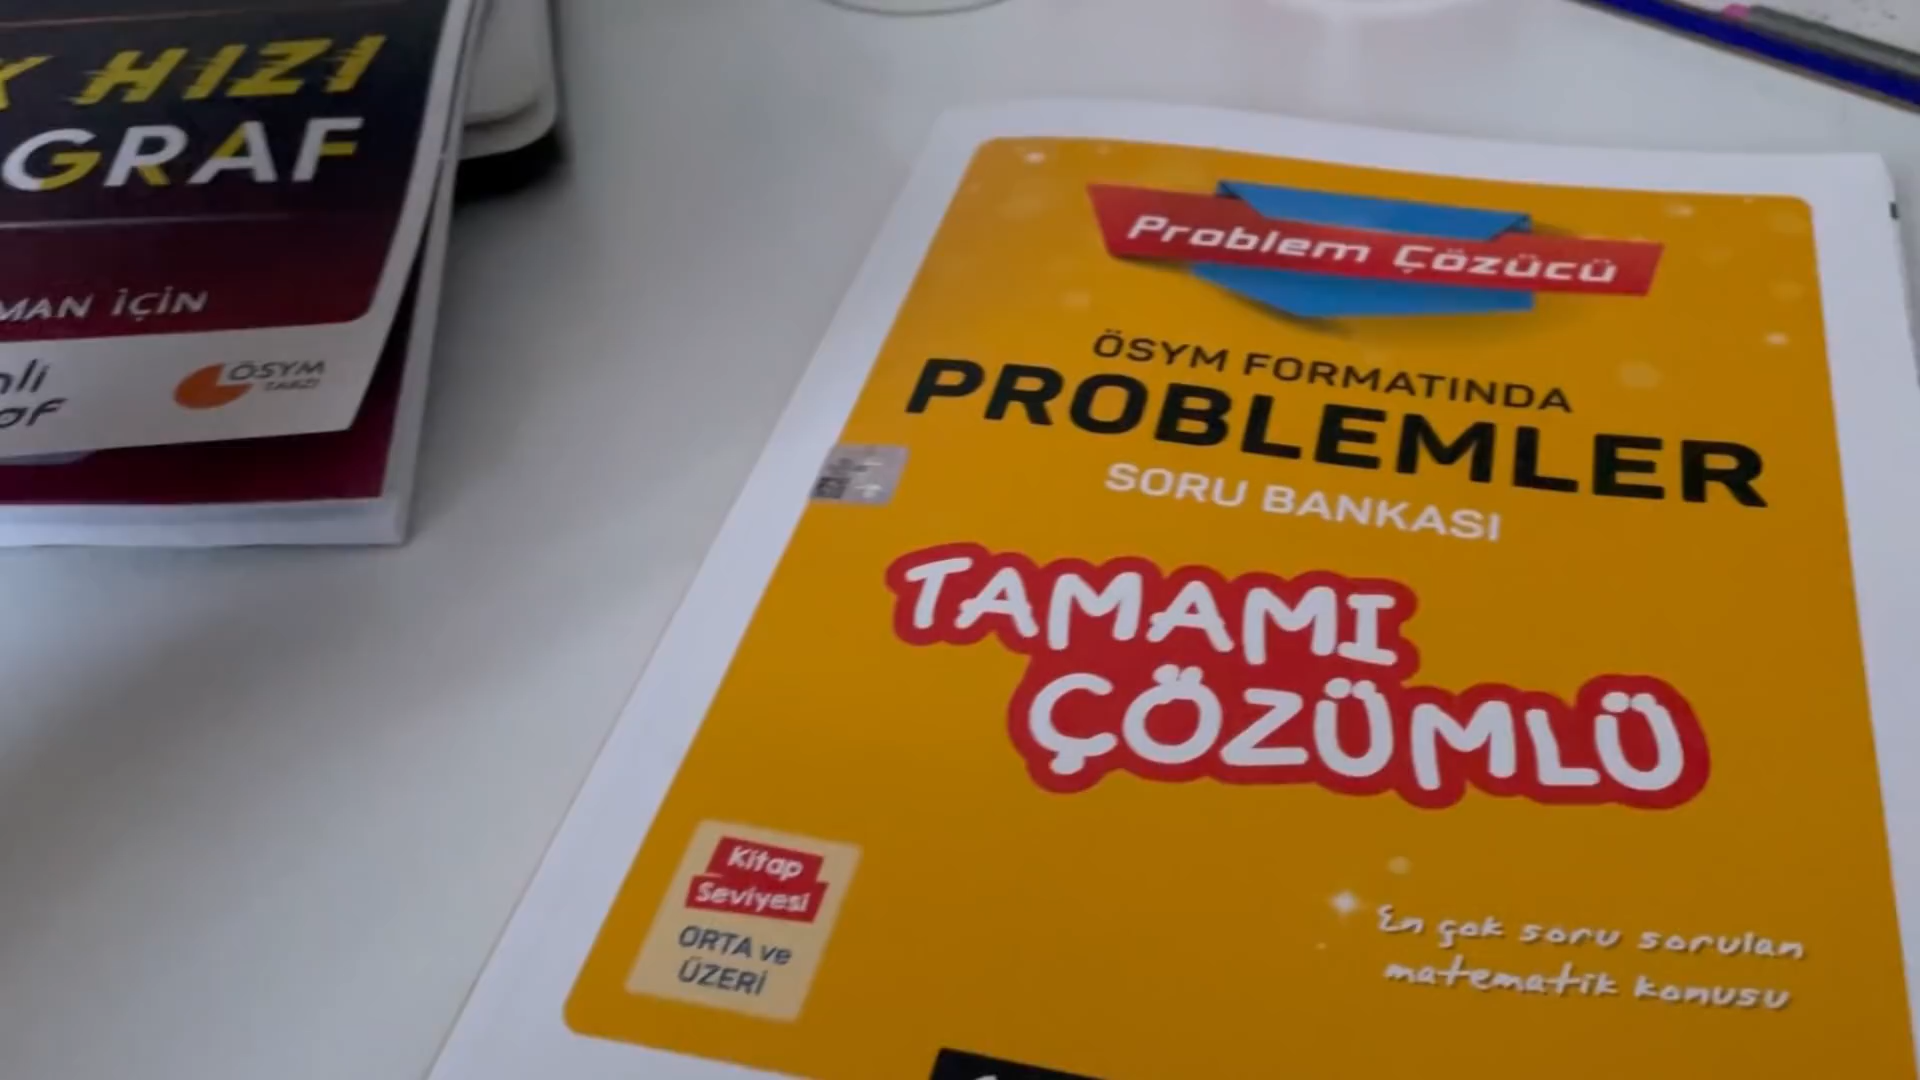 HIZI
GRAF
İÇİN
ÖSYM
TARZI
Problem Çözücü
ÖSYM FORMATINDA
PROBLEMLER
SORU BANKASI
TAMAMI
ÇÖZÜMLÜ
Kitap
Seviyesi
ORTA ve
ÜZERİ
En çok soru sorulan
matematik konusu